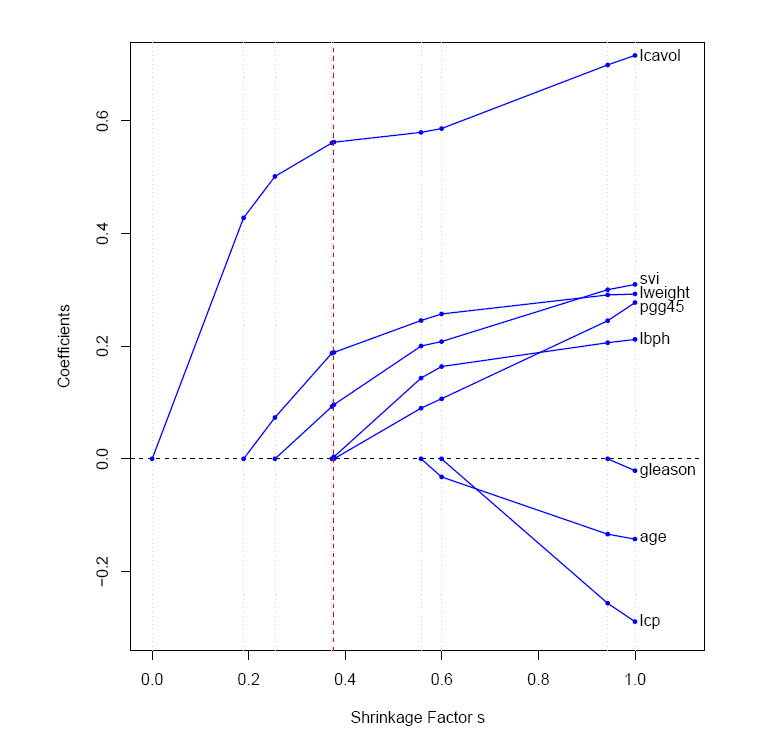 lcavol
svi
lweight
pgg45
lbph
gleason
age
lcp
0.6
0.4
0.2
0.0
−0.2
Coefficients
0.0 0.2 0.4 0.6 0.8 1.0
Shrinkage Factor s